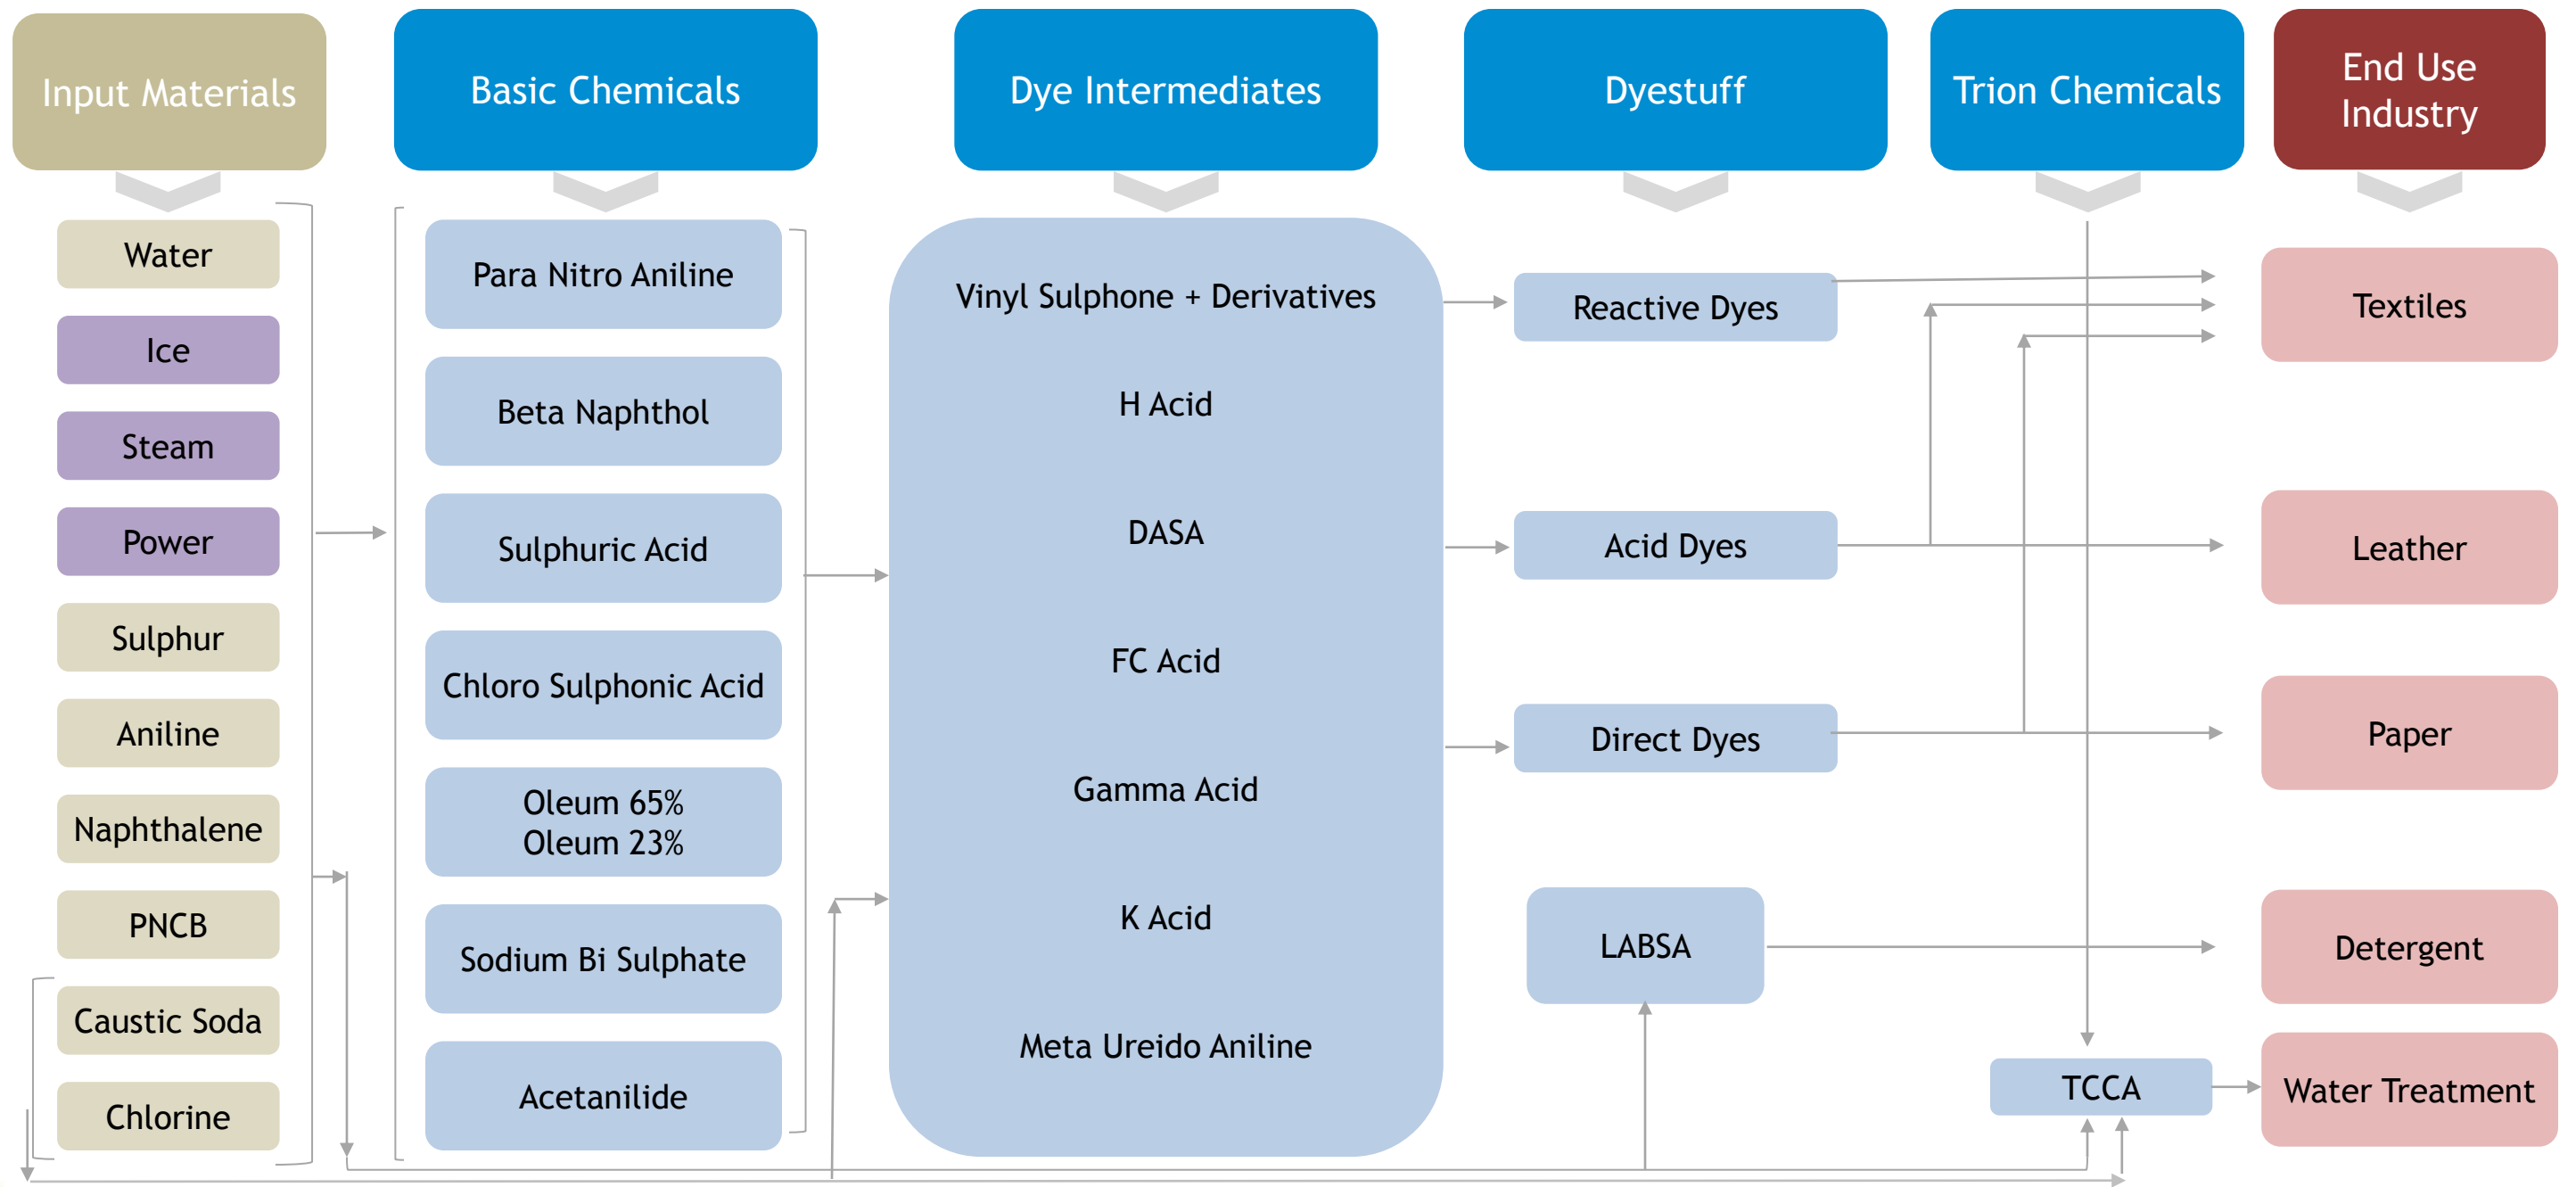 Input Materials
Basic Chemicals
Dye Intermediates
Dyestuff
Trion Chemicals
End Use
Industry
Water
Ice
Steam
Power
Sulphur
Aniline
Naphthalene
PNCB
Caustic Soda
Chlorine
Para Nitro Aniline
Beta Naphthol
Sulphuric Acid
Chloro Sulphonic Acid
Oleum 65%
Oleum 23%
Sodium Bi Sulphate
Acetanilide
Vinyl Sulphone + Derivatives
H Acid
DASA
FC Acid
Gamma Acid
K Acid
Meta Ureido Aniline
Reactive Dyes
Acid Dyes
Direct Dyes
LABSA
TCCA
Textiles
Leather
Paper
Detergent
Water Treatment